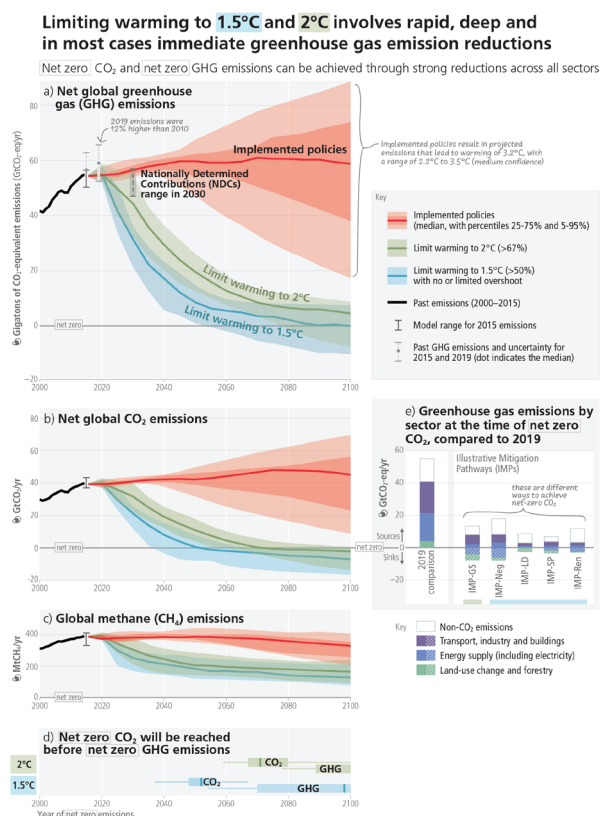 Limiting warming to 1.5°C and 2°C involves rapid, deep and
in most cases immediate greenhouse gas emission reductions
Net zero CO₂ and net zero GHG emissions can be achieved through strong reductions across all sectors
a) Net global greenhouse
gas (GHG) emissions
80
60
40
20
0
−20
Gigatons of CO₂-equivalent emissions (GtCO₂-eq/yr)
2019 emissions were
12% higher than 2010
Implemented policies
Nationally Determined
Contributions (NDCs)
range in 2030
Limit warming to 2°C
Limit warming to 1.5°C
net zero
2000 2020 2040 2060 2080 2100
Implemented policies result in projected
emissions that lead to warming of 3.2°C, with
a range of 2.2°C to 3.5°C (medium confidence)
Key
Implemented policies
(median, with percentiles 25-75% and 5-95%)
Limit warming to 2°C (>67%)
Limit warming to 1.5°C (>50%)
with no or limited overshoot
Past emissions (2000–2015)
Model range for 2015 emissions
Past GHG emissions and uncertainty for
2015 and 2019 (dot indicates the median)
b) Net global CO₂ emissions
80
60
40
20
0
−20
GtCO₂/yr
net zero
2000 2020 2040 2060 2080 2100
c) Global methane (CH₄) emissions
400
200
0
MtCH₄/yr
net zero
2000 2020 2040 2060 2080 2100
d) Net zero CO₂ will be reached
before net zero GHG emissions
2°C
CO₂
GHG
1.5°C
CO₂
GHG
2000 2020 2040 2060 2080 2100
Year of net zero emissions
e) Greenhouse gas emissions by
sector at the time of net zero
CO₂, compared to 2019
60
40
20
0
−20
GtCO₂-eq/yr
Illustrative Mitigation
Pathways (IMPs)
these are different
ways to achieve
net-zero CO₂
Sources
net zero
Sinks
2019
comparison
IMP-GS
IMP-Neg
IMP-LD
IMP-SP
IMP-Ren
Key
Non-CO₂ emissions
Transport, industry and buildings
Energy supply (including electricity)
Land-use change and forestry